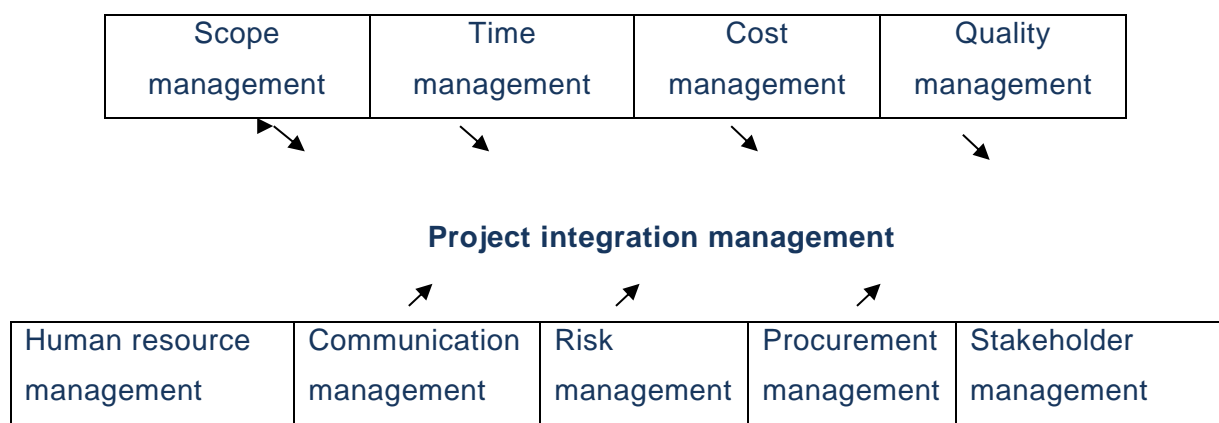 Scope Time Cost Quality
management management management management
Project integration management
Human resource Communication Risk Procurement Stakeholder
management management management management management